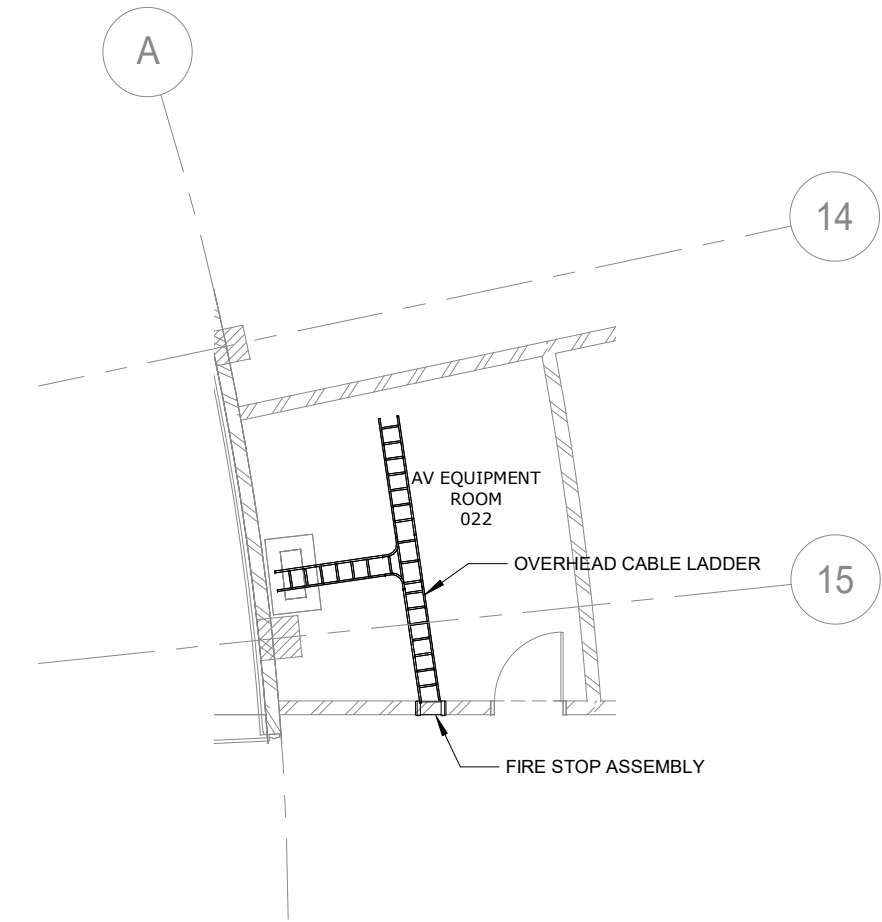 A
14
AV EQUIPMENT
ROOM
022
OVERHEAD CABLE LADDER
15
FIRE STOP ASSEMBLY